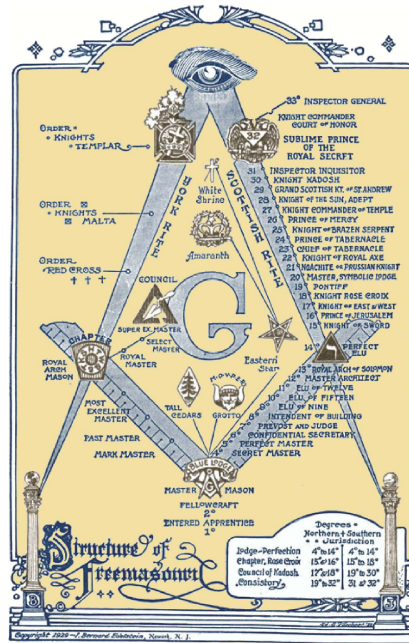 33° INSPECTOR GENERAL
KNIGHT COMMANDER
COURT OF HONOR
32
SUBLIME PRINCE
OF THE
ROYAL SECRET
ORDER
KNIGHTS
TEMPLAR
YORK RITE
SCOTTISH RITE
White
Shrine
31 INSPECTOR INQUISITOR
30 KNIGHT KADOSH
29 GRAND SCOTTISH KT. OF ST. ANDREW
28 KNIGHT OF THE SUN, ADEPT
27 KNIGHT COMMANDER OF TEMPLE
26 PRINCE OF MERCY
25 KNIGHT OF BRAZEN SERPENT
24 PRINCE OF TABERNACLE
23 CHIEF OF TABERNACLE
22 KNIGHT OF ROYAL AXE
21 NOACHITE OR PRUSSIAN KNIGHT
20° MASTER, SYMBOLIC LODGE
19° PONTIFF
18° KNIGHT ROSE CROIX
17° KNIGHT OF EAST & WEST
16° PRINCE OF JERUSALEM
15° KNIGHT OF SWORD
14° PERFECT
ELU
13° ROYAL ARCH OF SOLOMON
12° MASTER ARCHITECT
11° ELU OF TWELVE
10° ELU OF FIFTEEN
9° ELU OF NINE
8° INTENDENT OF BUILDING
7° PREVOST AND JUDGE
6° CONFIDENTIAL SECRETARY
5° PERFECT MASTER
4° SECRET MASTER
ORDER
KNIGHTS
MALTA
Amaranth
ORDER
RED CROSS
COUNCIL
G
SUPER EX. MASTER
SELECT
MASTER
ROYAL
MASTER
Eastern
Star
CHAPTER
ROYAL
ARCH
MASON
MOST
EXCELLENT
MASTER
PAST MASTER
MARK MASTER
TALL
CEDARS
GROTTO
BLUE LODGE
MASTER 3° MASON
FELLOWCRAFT
2°
ENTERED APPRENTICE
1°
Structure of
Freemasonry
Degrees
Northern & Southern
Jurisdiction
Lodge-Perfection 4° to 14° 4° to 14°
Chapter, Rose Croix 15° & 16° 15° to 18°
Council of Kadosh 17° & 18° 19° to 30°
Consistory 19° to 32° 31 & 32°
B
J
Copyright 1929-J. Bernard Edelstein, Newark, N. J.